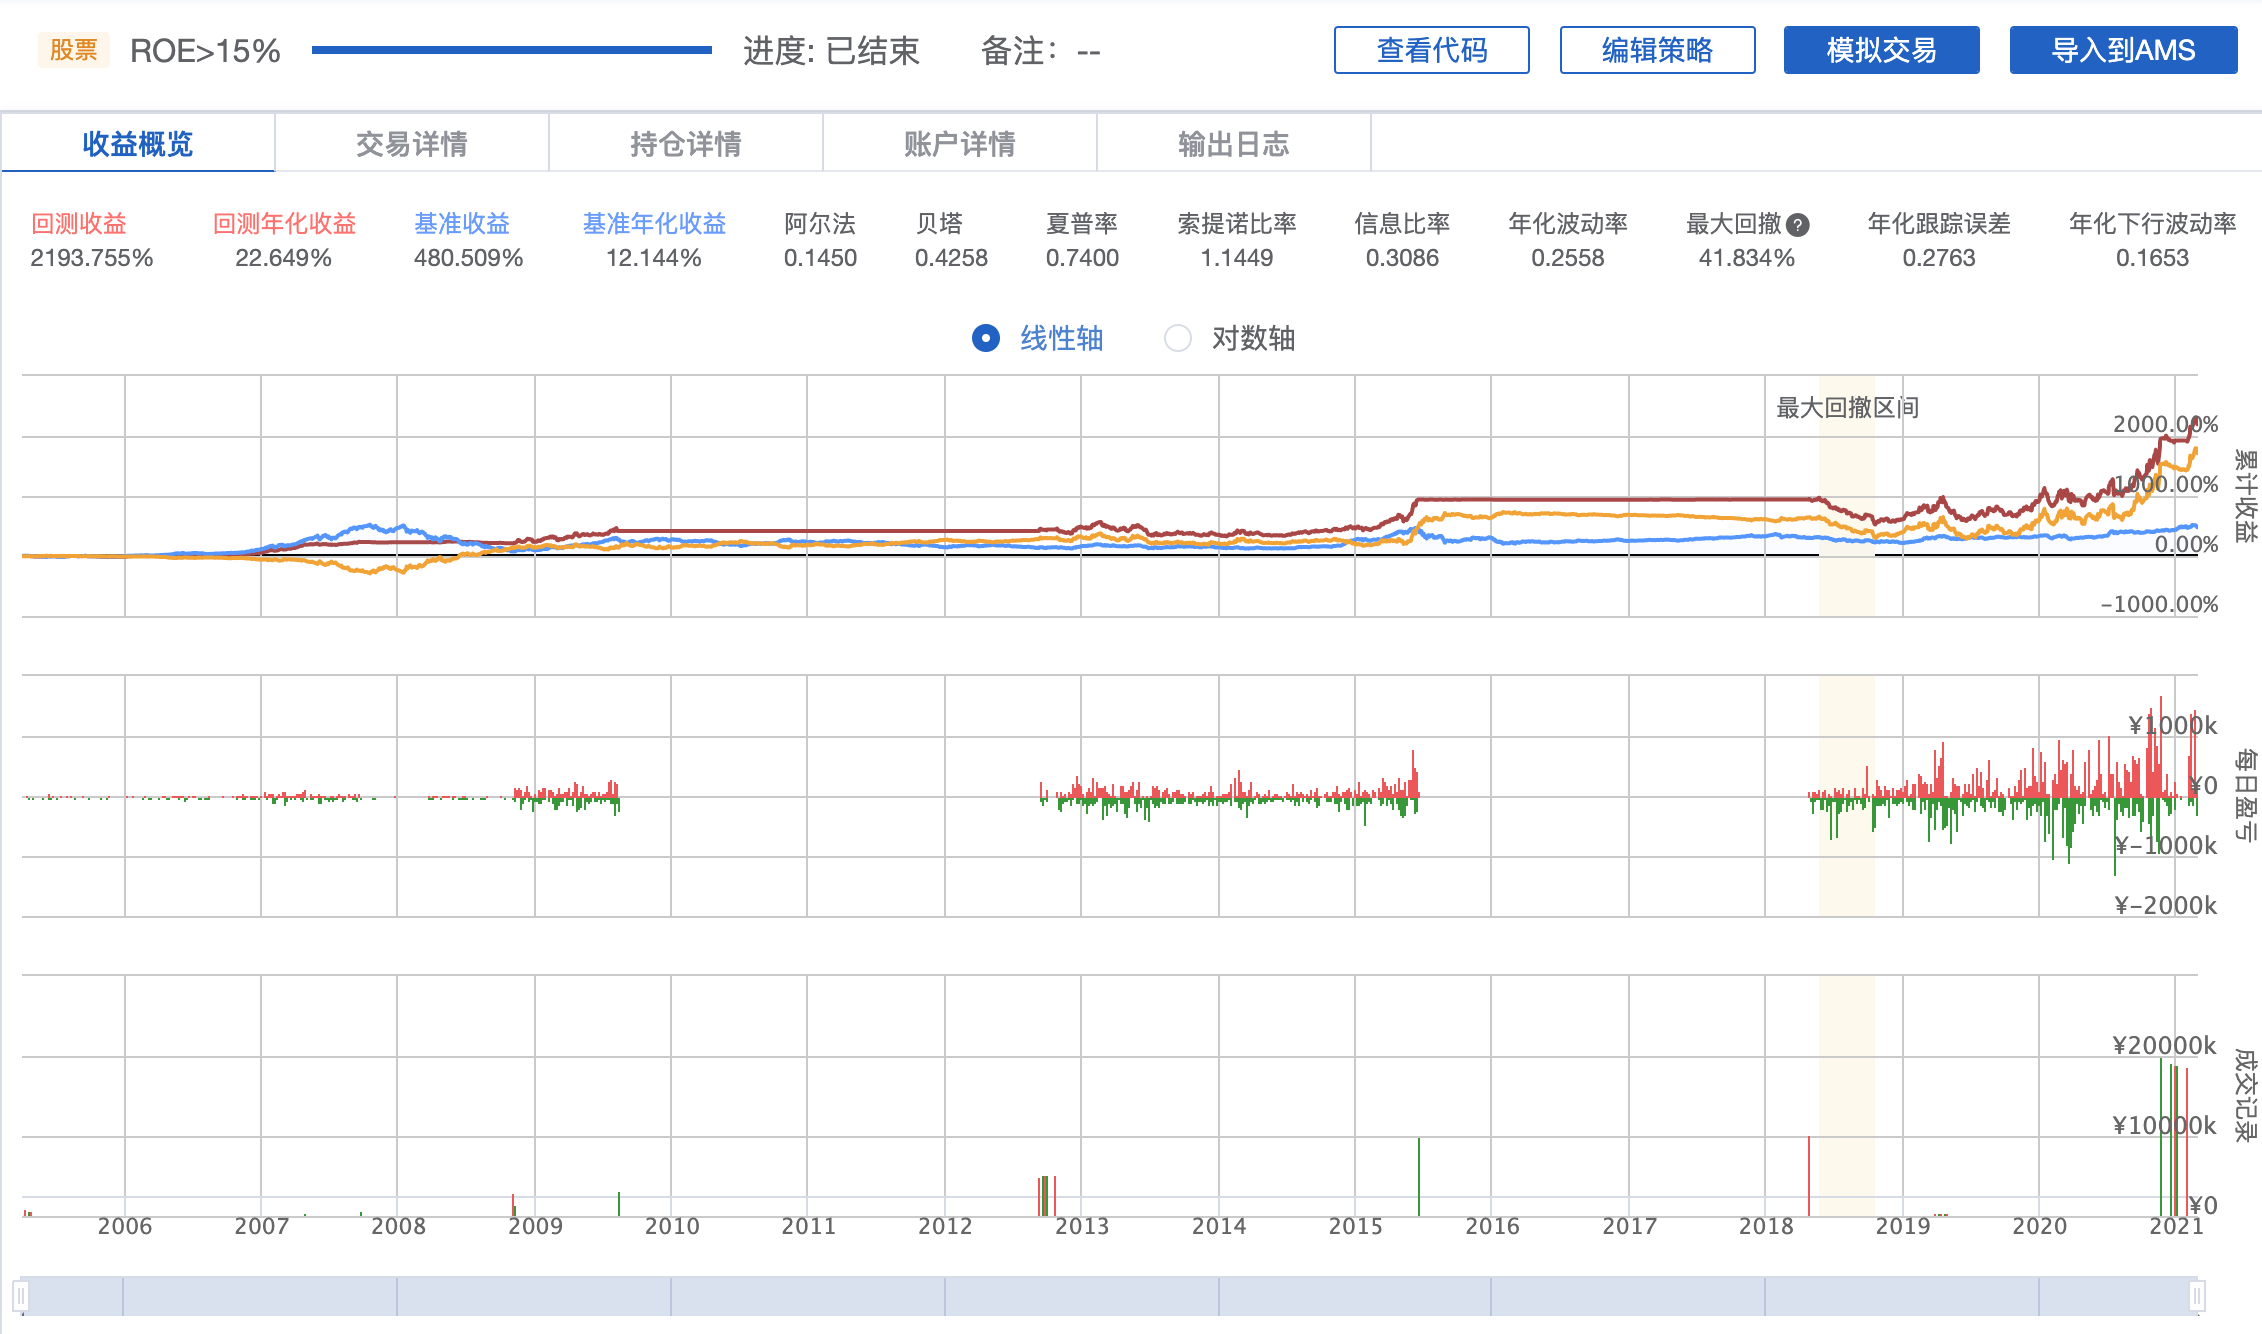 股票 ROE>15% 进度: 已结束 备注: -- 查看代码 编辑策略 模拟交易 导入到AMS
收益概览 交易详情 持仓详情 账户详情 输出日志
回测收益 回测年化收益 基准收益 基准年化收益 阿尔法 贝塔 夏普率 索提诺比率 信息比率 年化波动率 最大回撤 ? 年化跟踪误差 年化下行波动率
2193.755% 22.649% 480.509% 12.144% 0.1450 0.4258 0.7400 1.1449 0.3086 0.2558 41.834% 0.2763 0.1653
线性轴 对数轴
最大回撤区间
2000.00%
1000.00%
0.00%
-1000.00%
累计收益
¥1000k
¥0
¥-1000k
¥-2000k
每日盈亏
¥20000k
¥10000k
¥0
成交记录
2006 2007 2008 2009 2010 2011 2012 2013 2014 2015 2016 2017 2018 2019 2020 2021